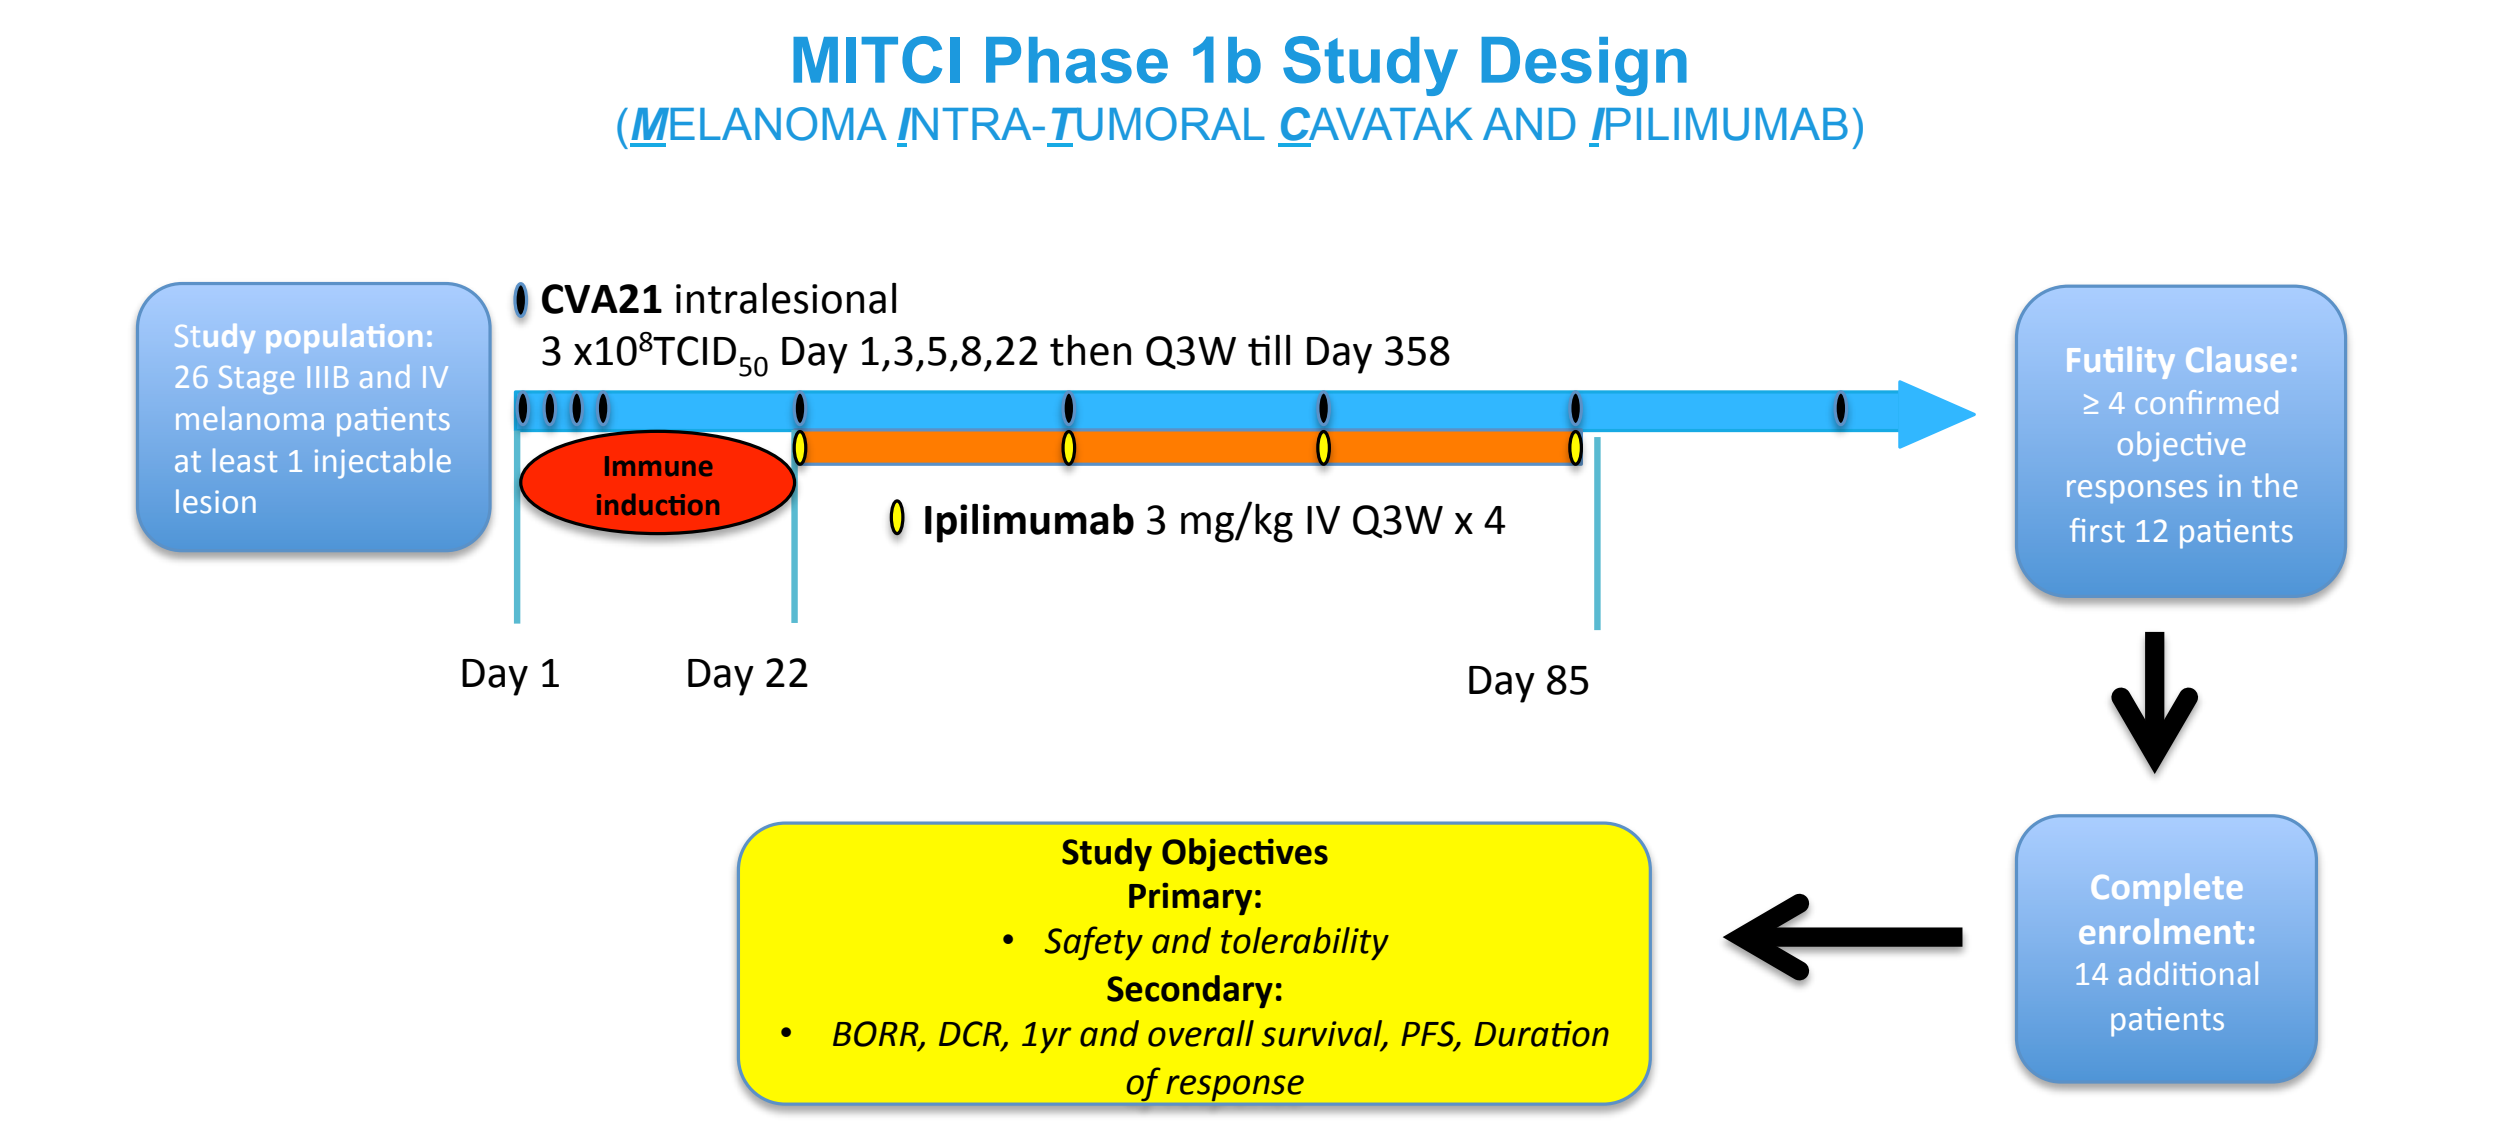 MITCI Phase 1b Study Design
(MELANOMA INTRA-TUMORAL CAVATAK AND IPILIMUMAB)
Study population:
26 Stage IIIB and IV
melanoma patients
at least 1 injectable
lesion
CVA21 intralesional
3 x10⁸TCID₅₀ Day 1,3,5,8,22 then Q3W till Day 358
Immune
induction
Ipilimumab 3 mg/kg IV Q3W x 4
Day 1
Day 22
Day 85
Futility Clause:
≥ 4 confirmed
objective
responses in the
first 12 patients
Complete
enrolment:
14 additional
patients
Study Objectives
Primary:
• Safety and tolerability
Secondary:
• BORR, DCR, 1yr and overall survival, PFS, Duration
of response